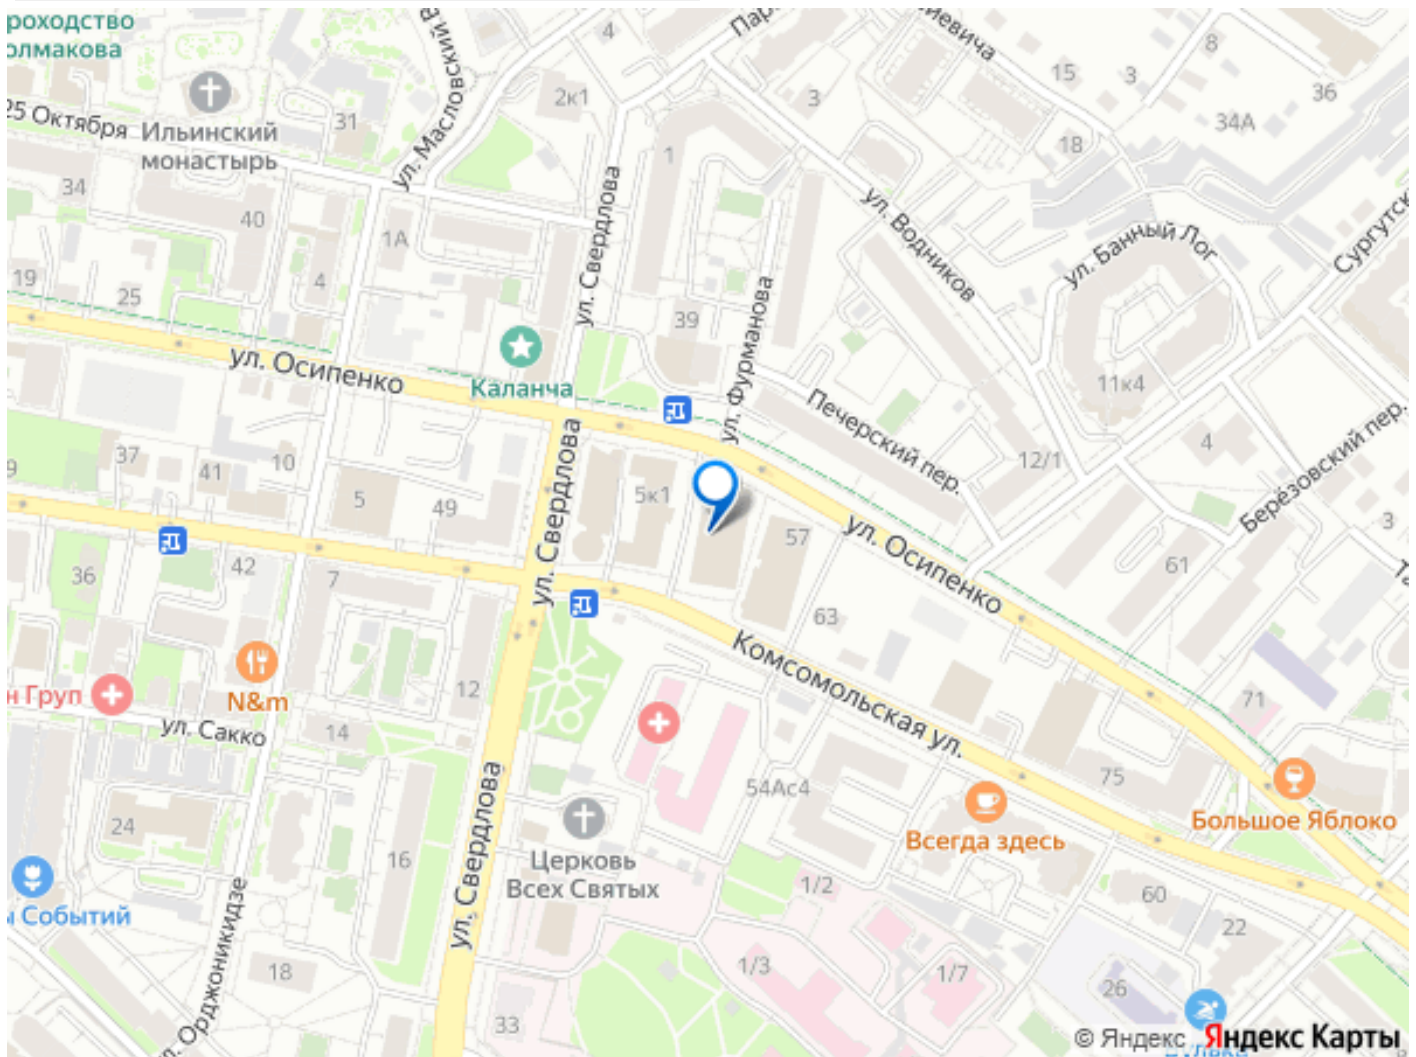 роходство
олмакова
4
Пар
иевича
8
15
3
36
2к1
3
34А
25 Октября
Ильинский
монастырь
31
ул. Масловский В
18
1
34
40
1А
ул. Свердлова
ул. Водников
ул. Банный Лог
Сургутск
19
25
4
39
ул. Фурманова
ул. Осипенко
Каланча
11к4
Печерский пер.
12/1
4
Берёзовский пер.
9
37
41
10
5
49
ул. Свердлова
5к1
57
ул. Осипенко
3
61
36
42
7
63
Комсомольская ул.
N&m
н Груп
12
71
ул. Сакко
14
54Ас4
75
Большое Яблоко
Всегда здесь
24
16
ул. Свердлова
Церковь
Всех Святых
1/2
60
ы Событий
22
ул. Орджоникидзе
18
1/3
1/7
26
33
© Яндекс Яндекс Карты